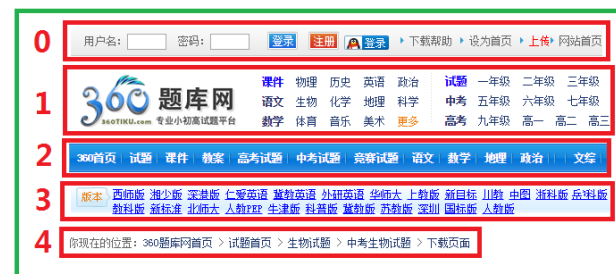 0 用户名: 密码: 登录 注册 登录 下载帮助 设为首页 上传 网站首页
1 360 题库网 360TIKU.com 专业小初高试题平台
课件 物理 历史 英语 政治 试题 一年级 二年级 三年级
语文 生物 化学 地理 科学 中考 五年级 六年级 七年级
数学 体育 音乐 美术 更多 高考 九年级 高一 高二 高三
2 360首页 试题 课件 教案 高考试题 中考试题 竞赛试题 语文 数学 地理 政治 文综
3 版本 西师版 湘少版 深港版 仁爱英语 冀教英语 外研英语 华师大 上教版 新目标 川教 中图 浙科版 岳科版
教科版 新标准 北师大 人教PEP 牛津版 科普版 冀教版 苏教版 深圳 国标版 人教版
4 你现在的位置: 360题库网首页 > 试题首页 > 生物试题 > 中考生物试题 > 下载页面